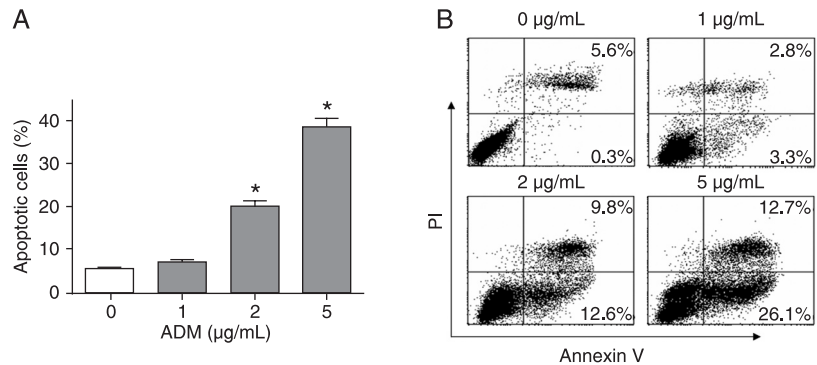 A
Apoptotic cells (%)
40
30
20
10
0
*
*
0 1 2 5
ADM (µg/mL)
B
0 µg/mL 1 µg/mL
5.6% 2.8%
0.3% 3.3%
2 µg/mL 5 µg/mL
9.8% 12.7%
12.6% 26.1%
PI
Annexin V